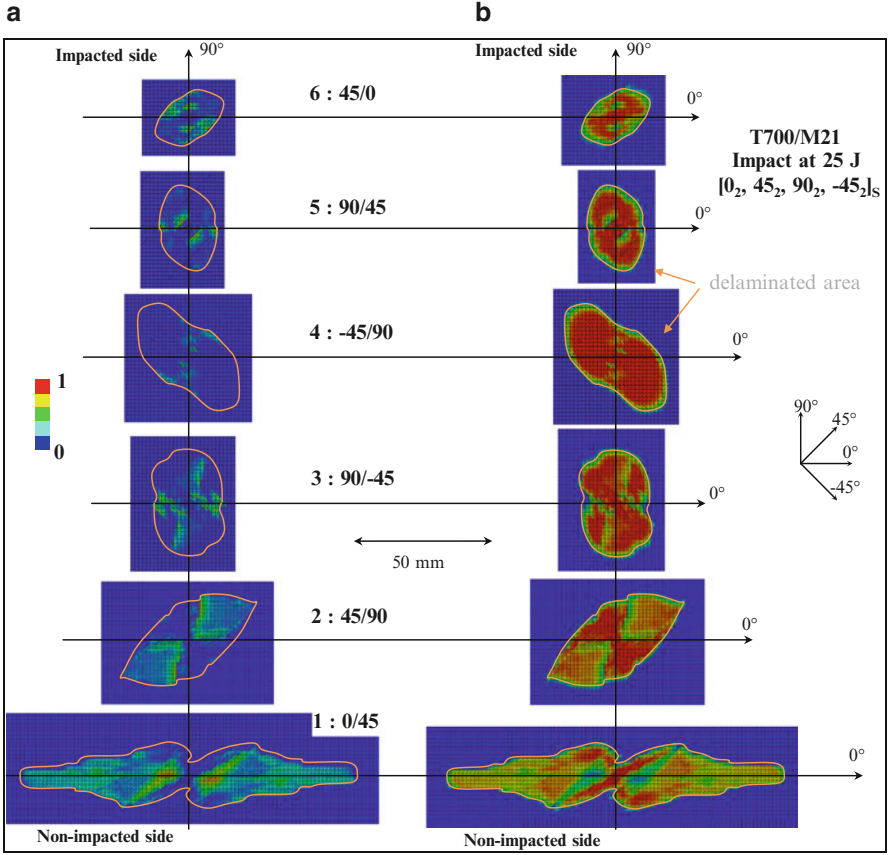 a
b
Impacted side
90°
Impacted side
90°
6 : 45/0
0°
T700/M21
Impact at 25 J
[0₂, 45₂, 90₂, -45₂]S
5 : 90/45
0°
delaminated area
4 : -45/90
0°
1
0
90°
45°
0°
-45°
3 : 90/-45
0°
50 mm
2 : 45/90
0°
1 : 0/45
0°
Non-impacted side
Non-impacted side